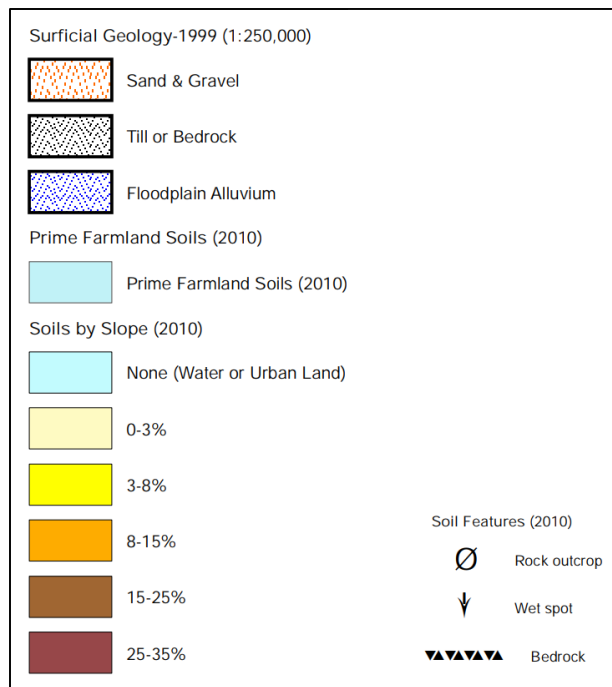 Surficial Geology-1999 (1:250,000)
Sand & Gravel
Till or Bedrock
Floodplain Alluvium
Prime Farmland Soils (2010)
Prime Farmland Soils (2010)
Soils by Slope (2010)
None (Water or Urban Land)
0-3%
3-8%
8-15%
15-25%
25-35%
Soil Features (2010)
Rock outcrop
Wet spot
Bedrock